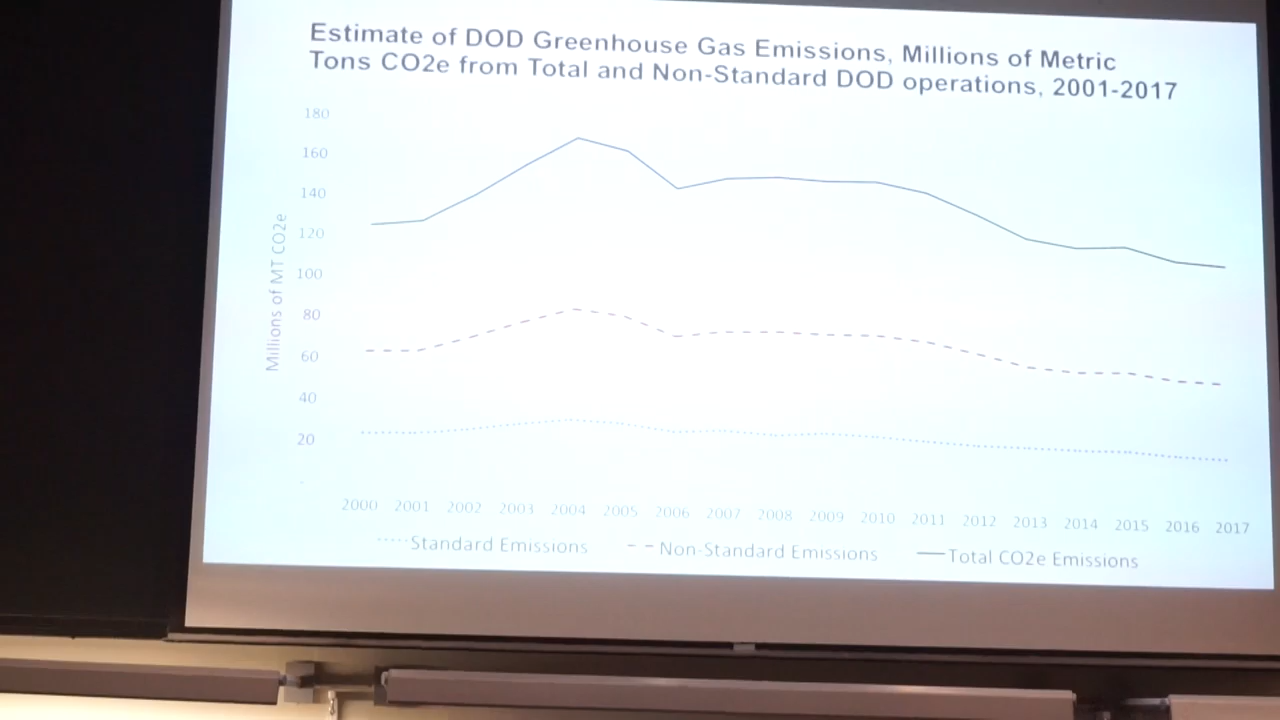 Estimate of DOD Greenhouse Gas Emissions, Millions of Metric
Tons CO2e from Total and Non-Standard DOD operations, 2001-2017
180
160
140
120
100
80
60
40
20
-
Millions of MT CO2e
2000 2001 2002 2003 2004 2005 2006 2007 2008 2009 2010 2011 2012 2013 2014 2015 2016 2017
Standard Emissions Non-Standard Emissions Total CO2e Emissions